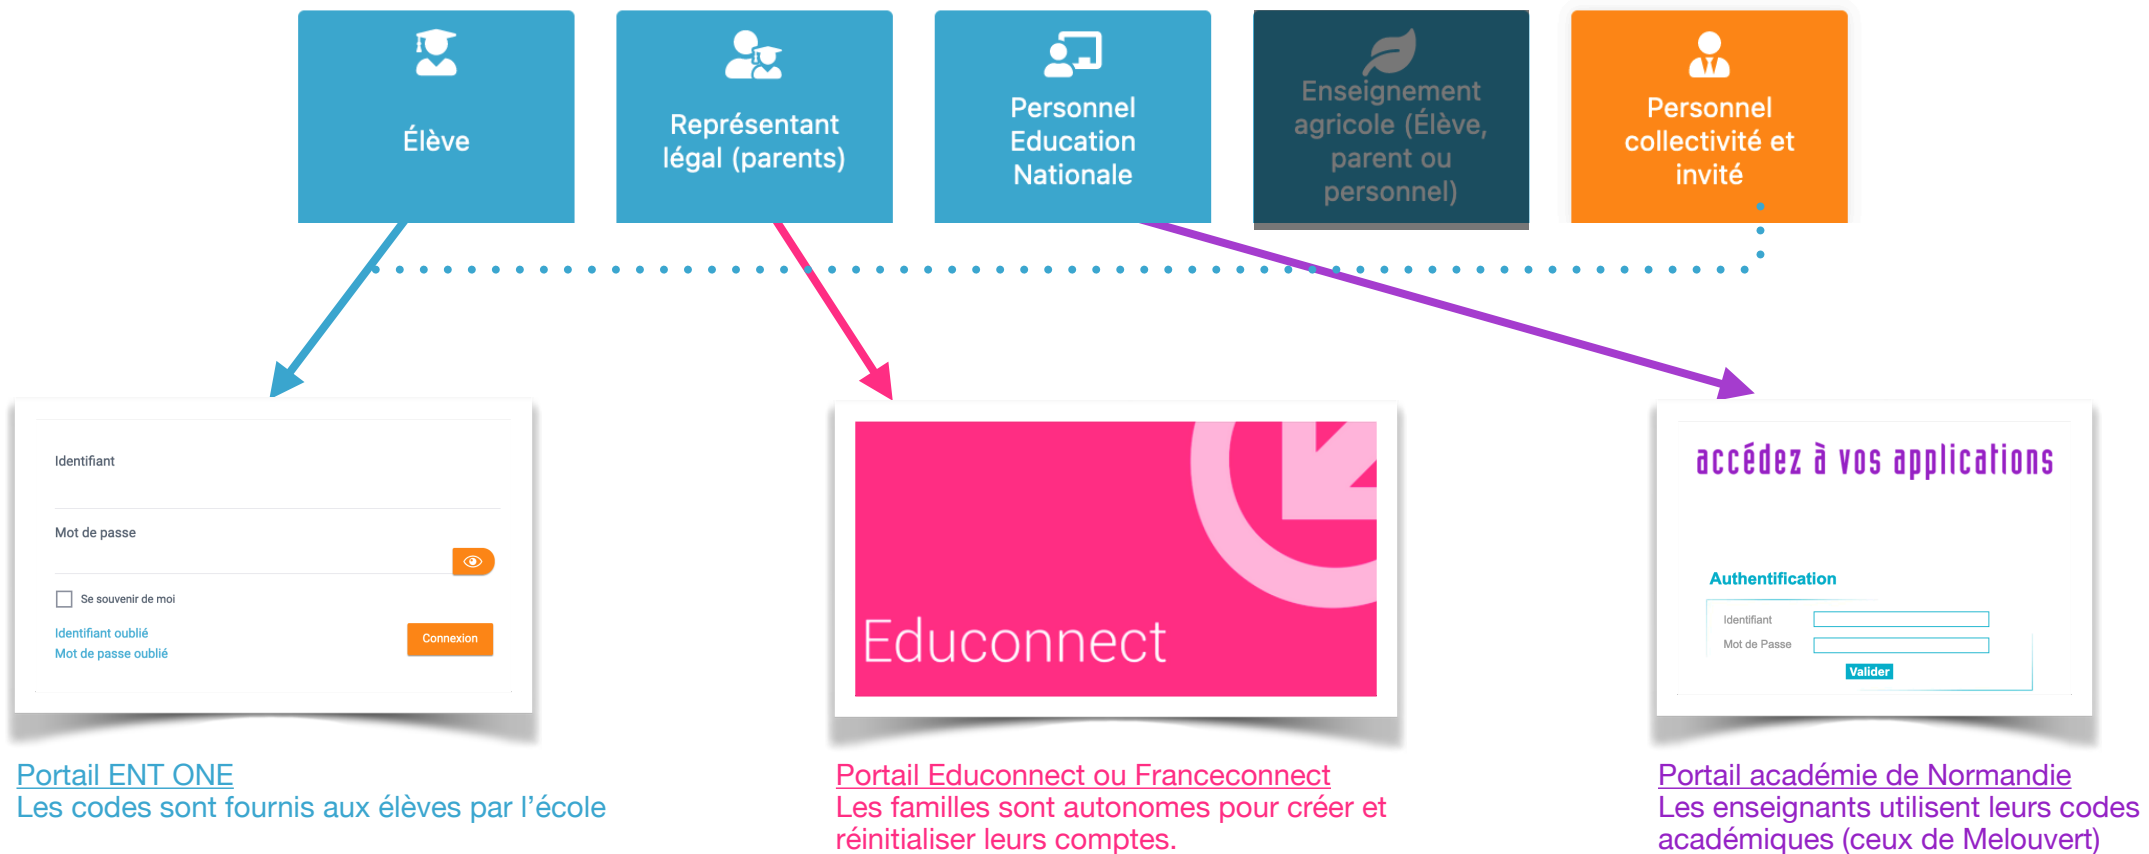 Élève
Représentant
légal (parents)
Personnel
Education
Nationale
Enseignement
agricole (Élève,
parent ou
personnel)
Personnel
collectivité et
invité
Identifiant
Mot de passe
Se souvenir de moi
Identifiant oublié
Mot de passe oublié
Connexion
Educonnect
accédez à vos applications
Authentification
Identifiant
Mot de Passe
Valider
Portail ENT ONE
Les codes sont fournis aux élèves par l’école
Portail Educonnect ou Franceconnect
Les familles sont autonomes pour créer et
réinitialiser leurs comptes.
Portail académie de Normandie
Les enseignants utilisent leurs codes
académiques (ceux de Melouvert)